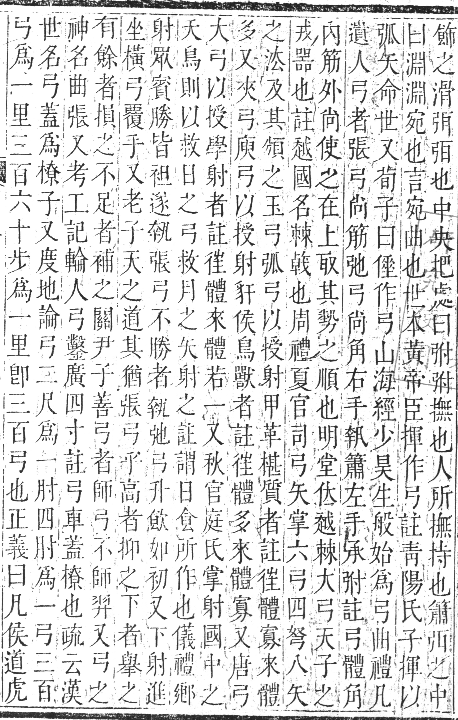 飾之滑弭弭也中央把處曰弣弣撫也人所撫持也簫弣之中
曰淵淵宛也言宛曲也世本黃帝臣揮作弓註靑陽氏子揮以
弧矢命世又荀子曰倕作弓山海經少昊生般始爲弓曲禮凡
遺人弓者張弓尚筋弛弓尚角右手執簫左手承弣註弓體角
內筋外尚使之在上取其勢之順也明堂位越棘大弓天子之
戎器也註越國名棘戟也周禮夏官司弓矢掌六弓四弩八矢
之法及其頒之王弓弧弓以授射甲革椹質者註徃體寡來體
多又夾弓庾弓以授射豻侯鳥獸者註徃體多來體寡又唐弓
大弓以授學射者註徃體來體若一又秋官庭氏掌射國中之
夭鳥則以救日之弓救月之矢射之註謂日食所作也儀禮鄉
射眾賓勝皆袒遂執張弓不勝者執弛弓升飮如初又下射進
坐橫弓覆手又老子天之道其猶張弓乎高者抑之下者舉之
有餘者損之不足者補之關尹子善弓者師弓不師羿又弓之
神名曲張又考工記輪人弓鑿廣四寸註弓車蓋橑也疏云漢
世名弓蓋爲橑子又度地論弓二尺爲一肘四肘爲一弓三百
弓爲一里三百六十步爲一里卽三百弓也正義曰凡侯道虎